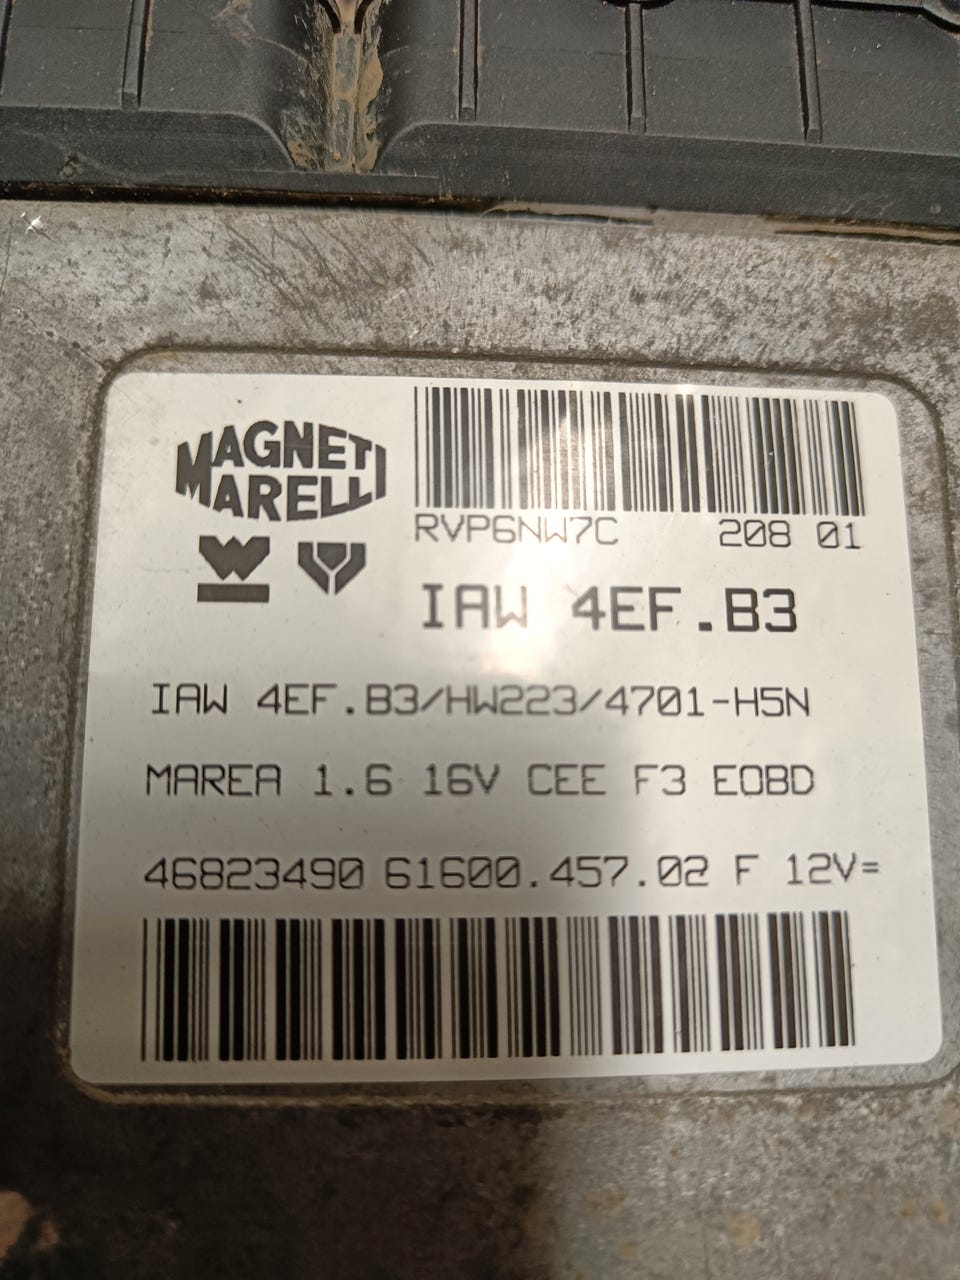 MAGNETI
MARELLI
RVP6NW7C 208 01
IAW 4EF.B3
IAW 4EF.B3/HW223/4701-H5N
MAREA 1.6 16V CEE F3 EOBD
46823490 61600.457.02 F 12V=